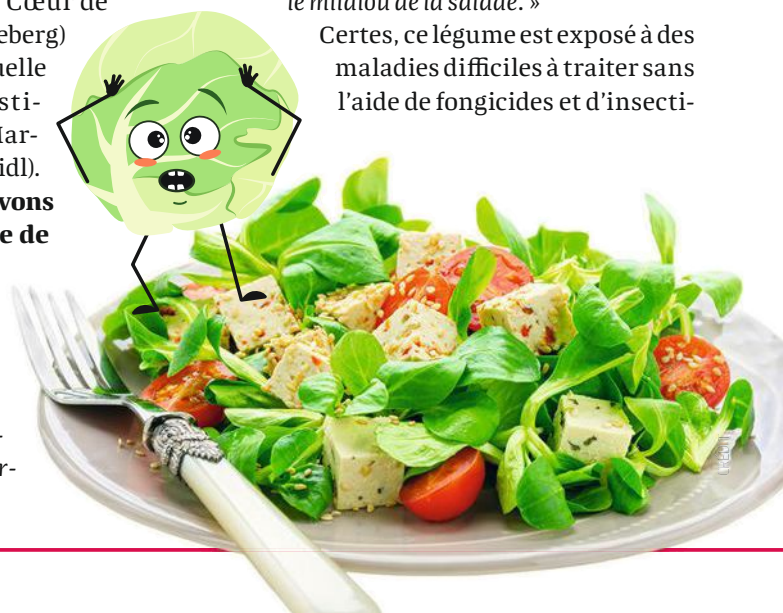 Cœur de
eberg)
uelle
sti-
Mar-
idl).
vons
e de
r-
le mildiou de la salade. »
Certes, ce légume est exposé à des
maladies difficiles à traiter sans
l’aide de fongicides et d’insecti-